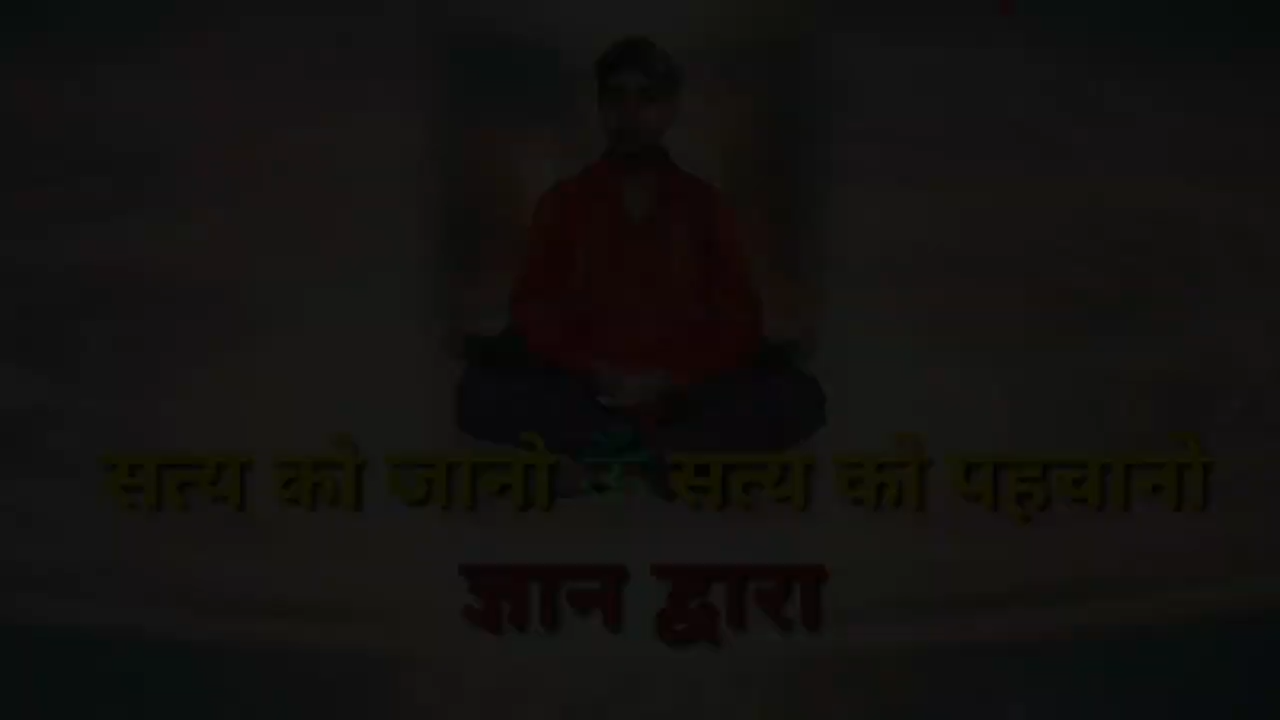 सत्य को जानो ॐ सत्य को पहचानो
ज्ञान द्वारा